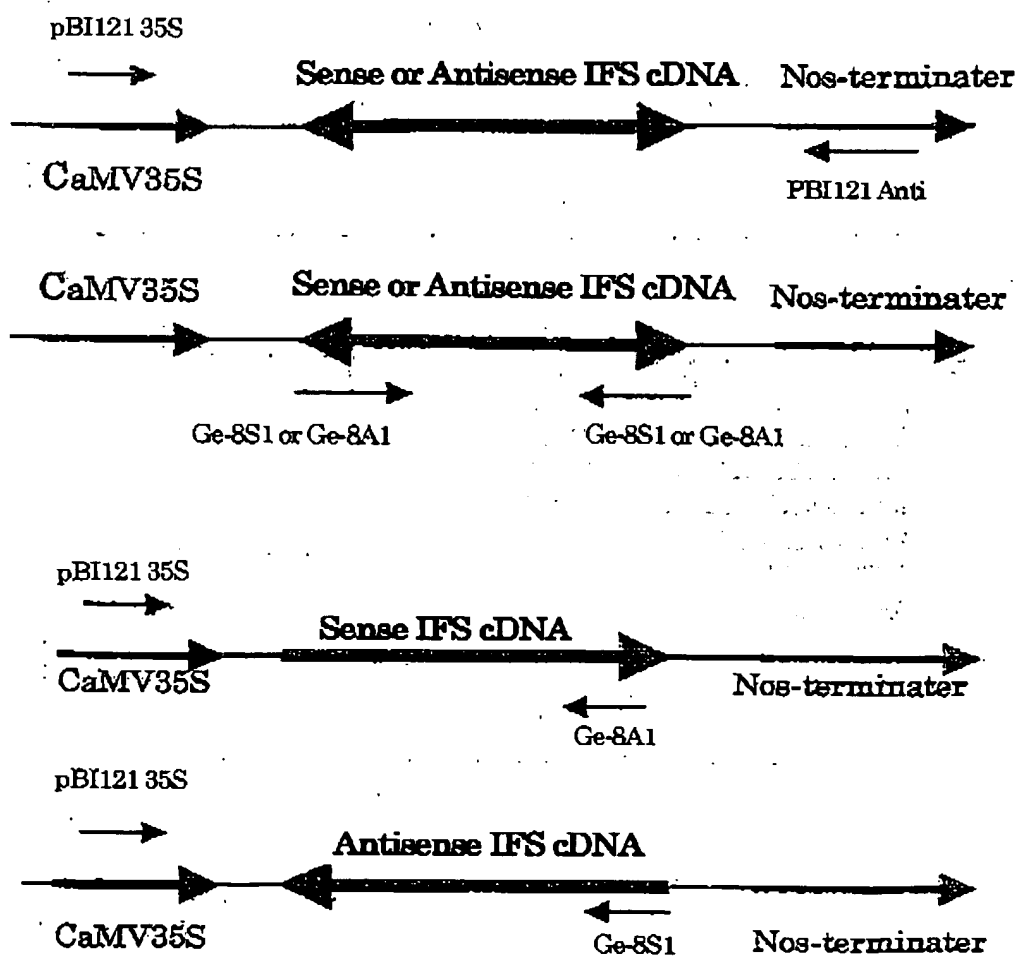 pBI121 35S
Sense or Antisense IFS cDNA
Nos-terminater
CaMV35S
PBI121 Anti
CaMV35S
Sense or Antisense IFS cDNA
Nos-terminater
Ge-8S1 or Ge-8A1
Ge-8S1 or Ge-8A1
pBI121 35S
Sense IFS cDNA
CaMV35S
Nos-terminater
Ge-8A1
pBI121 35S
Antisense IFS cDNA
CaMV35S
Ge-8S1
Nos-terminater